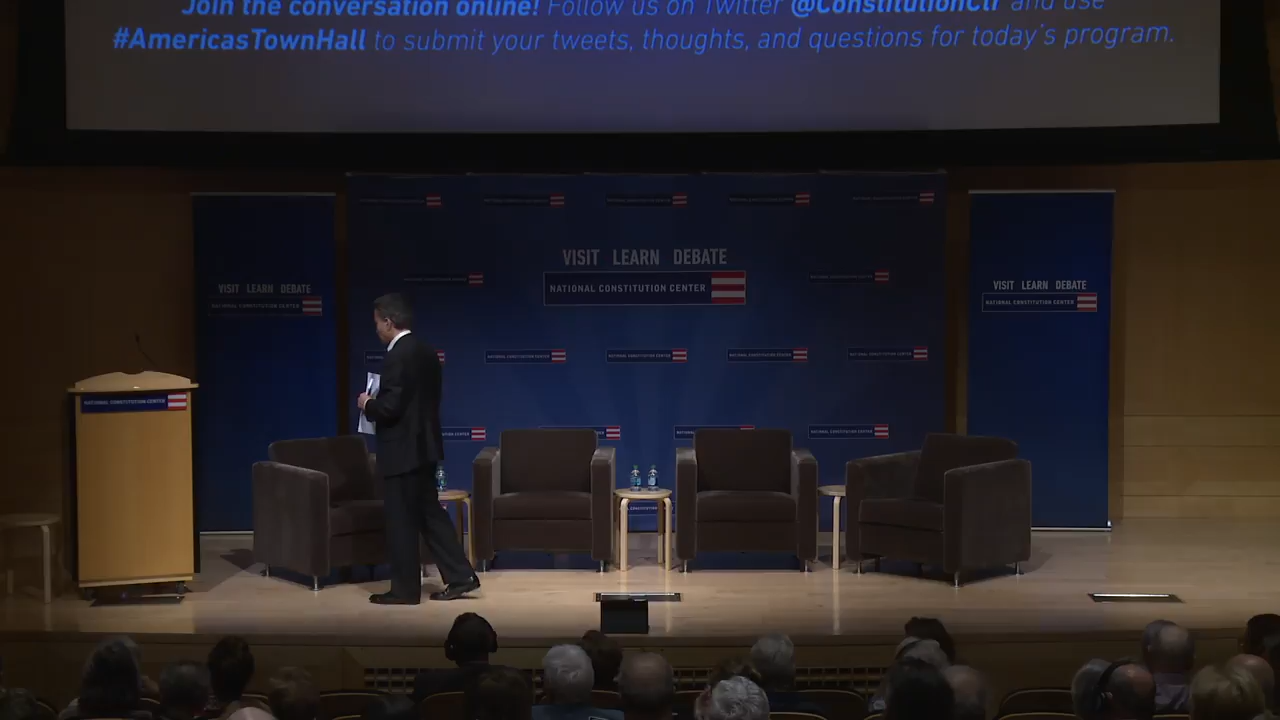 Join the conversation online! Follow us on Twitter @ConstitutionCtr and use
#AmericasTownHall to submit your tweets, thoughts, and questions for today's program.
VISIT LEARN DEBATE
NATIONAL CONSTITUTION CENTER
VISIT LEARN DEBATE
NATIONAL CONSTITUTION CENTER
VISIT LEARN DEBATE
NATIONAL CONSTITUTION CENTER
NATIONAL CONSTITUTION CENTER